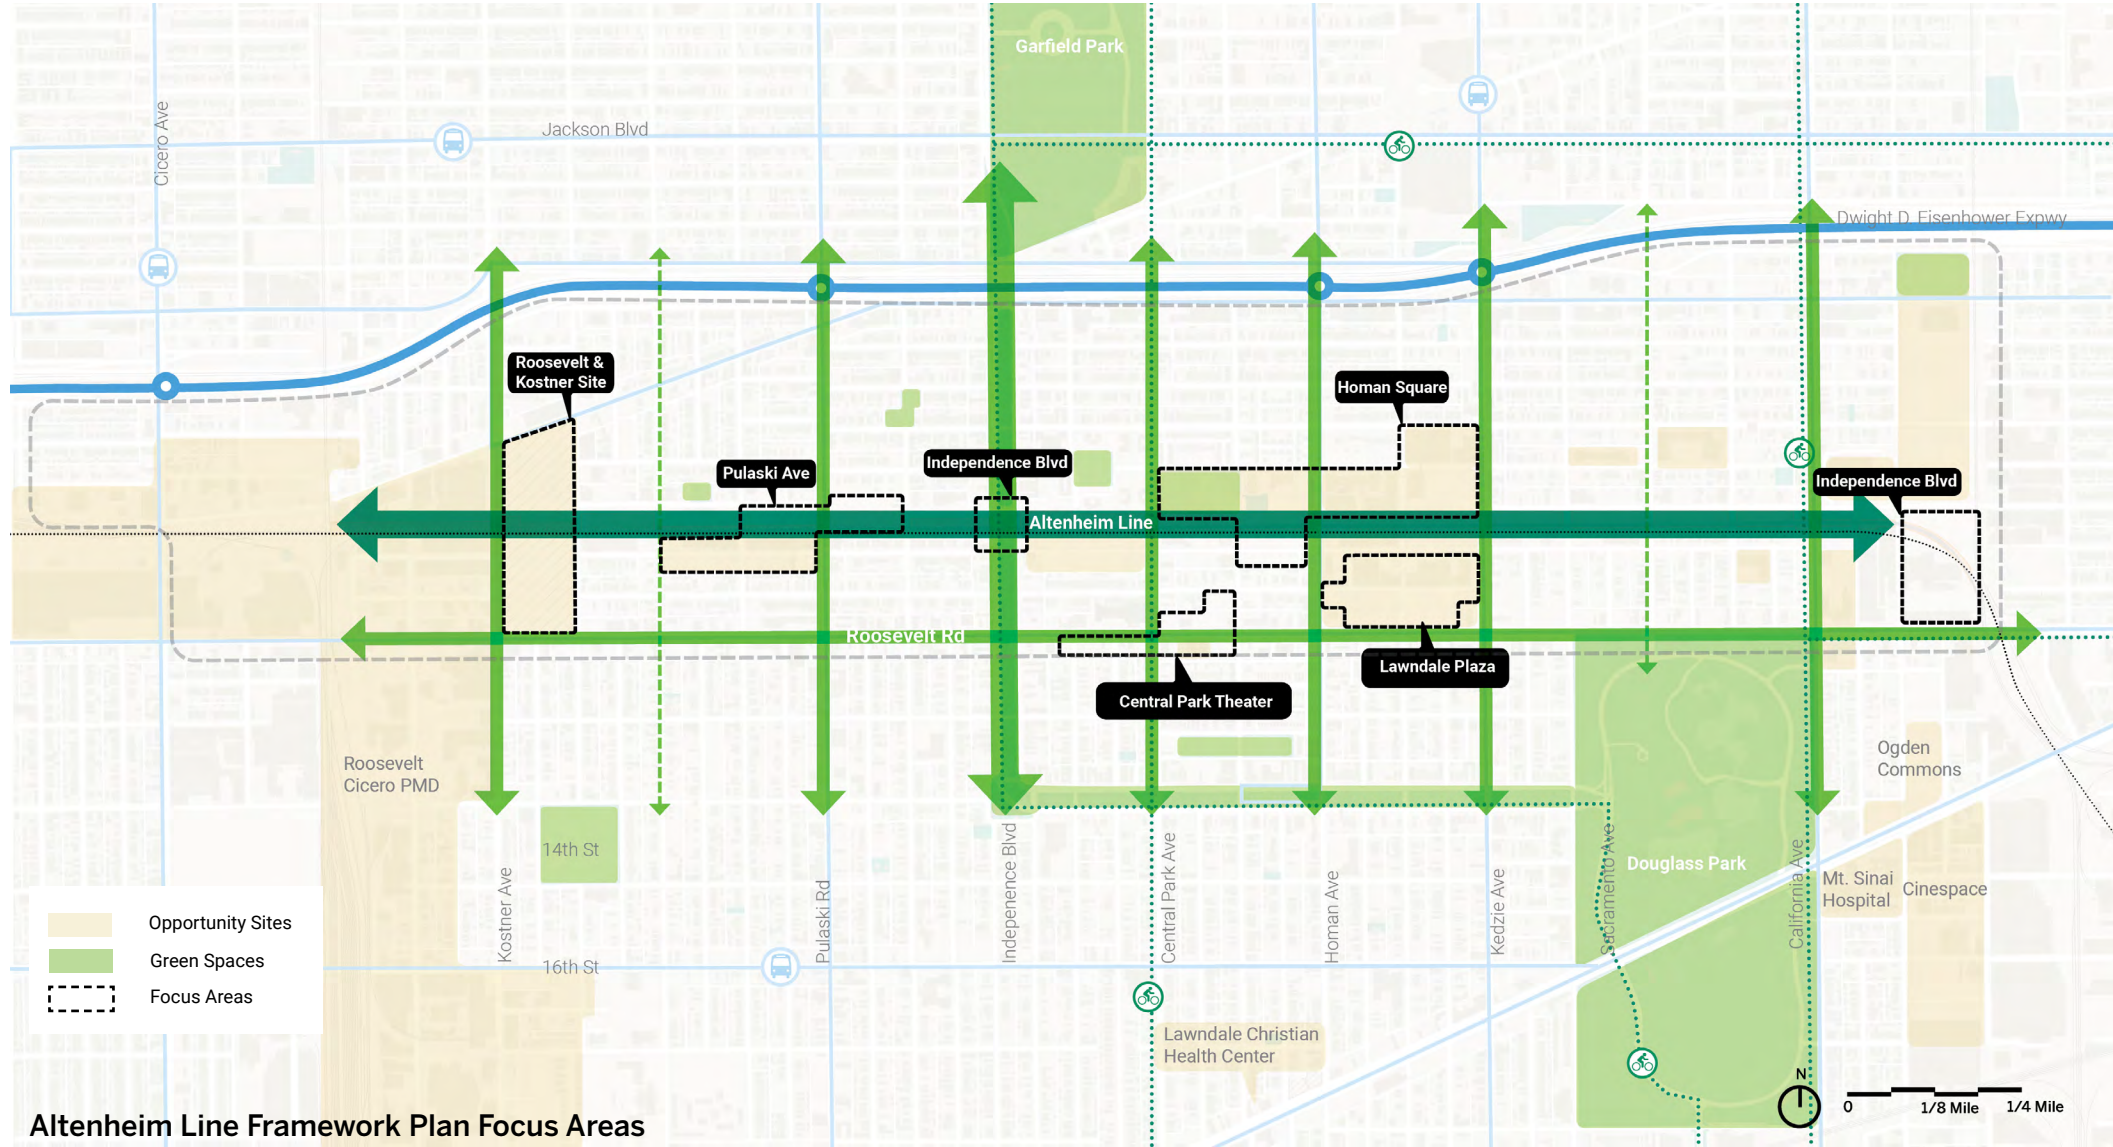 Garfield Park
Cicero Ave
Jackson Blvd
Dwight D. Eisenhower Expwy
Roosevelt &
Kostner Site
Homan Square
Pulaski Ave
Independence Blvd
Independence Blvd
Altenheim Line
Roosevelt Rd
Lawndale Plaza
Central Park Theater
Roosevelt
Cicero PMD
Ogden
Commons
14th St
Kostner Ave
Pulaski Rd
Indepenence Blvd
Central Park Ave
Homan Ave
Kedzie Ave
Sacramento Ave
California Ave
Douglass Park
Mt. Sinai
Hospital
Cinespace
Opportunity Sites
Green Spaces
Focus Areas
16th St
Lawndale Christian
Health Center
N
0
1/8 Mile
1/4 Mile
Altenheim Line Framework Plan Focus Areas